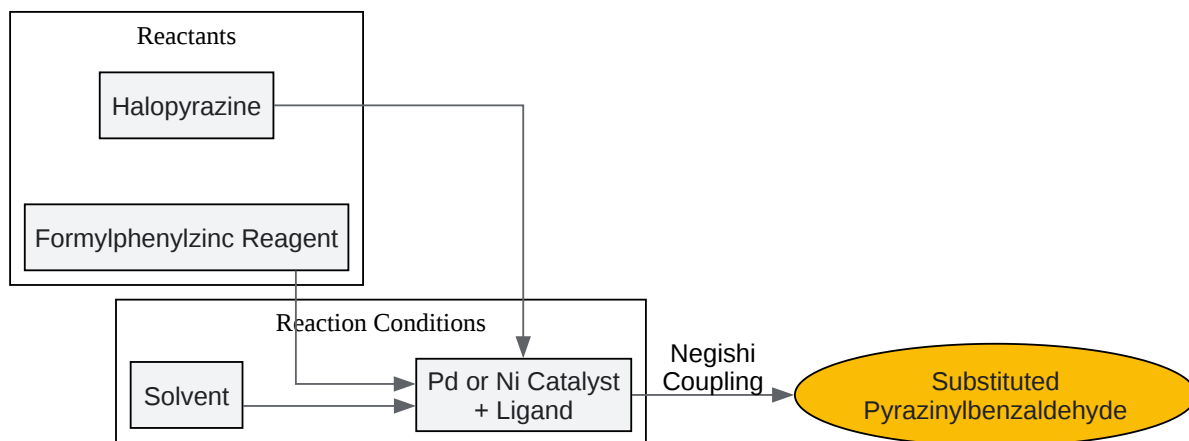 Reactants
Halopyrazine
Formylphenylzinc Reagent
Reaction Conditions
Solvent
Pd or Ni Catalyst
+ Ligand
Negishi
Coupling
Substituted
Pyrazinylbenzaldehyde